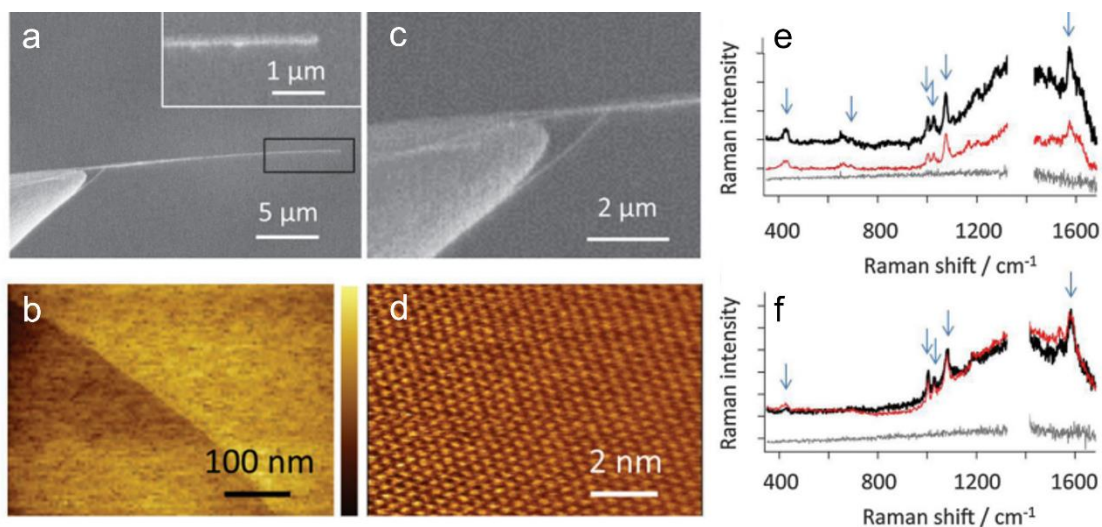 a
1 μm
5 μm
c
2 μm
b
100 nm
d
2 nm
e
Raman intensity
400 800 1200 1600
Raman shift / cm-1
f
Raman intensity
400 800 1200 1600
Raman shift / cm-1